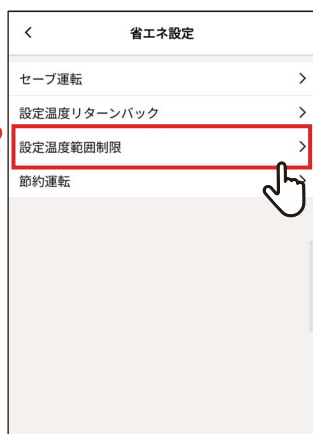 省エネ設定
セーブ運転
設定温度リターンバック
設定温度範囲制限
節約運転